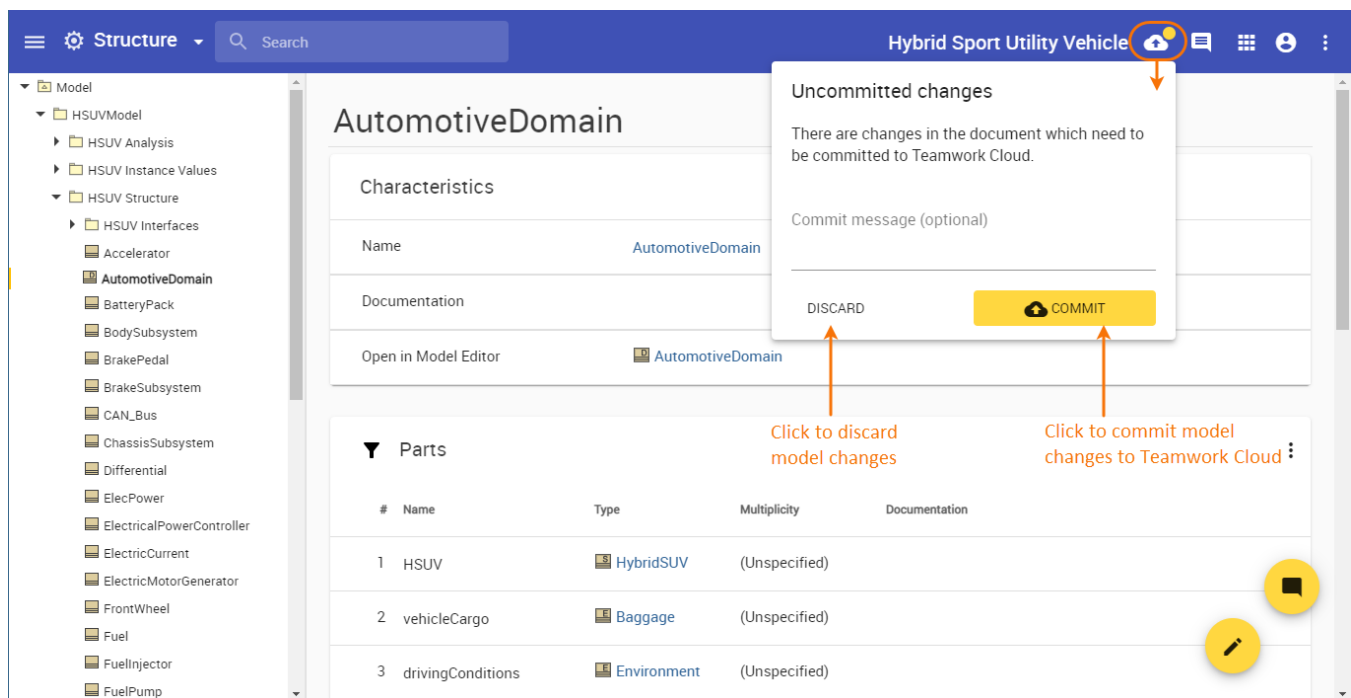 Structure
Search
Hybrid Sport Utility Vehicle
Model
HSUVModel
HSUV Analysis
HSUV Instance Values
HSUV Structure
HSUV Interfaces
Accelerator
AutomotiveDomain
BatteryPack
BodySubsystem
BrakePedal
BrakeSubsystem
CAN_Bus
ChassisSubsystem
Differential
ElecPower
ElectricalPowerController
ElectricCurrent
ElectricMotorGenerator
FrontWheel
Fuel
FuelInjector
FuelPump
AutomotiveDomain
Characteristics
Name AutomotiveDomain
Documentation
Open in Model Editor D AutomotiveDomain
Uncommitted changes
There are changes in the document which need to
be committed to Teamwork Cloud.
Commit message (optional)
DISCARD COMMIT
Click to discard
model changes
Click to commit model
changes to Teamwork Cloud
Parts
# Name Type Multiplicity Documentation
1 HSUV S HybridSUV (Unspecified)
2 vehicleCargo E Baggage (Unspecified)
3 drivingConditions E Environment (Unspecified)